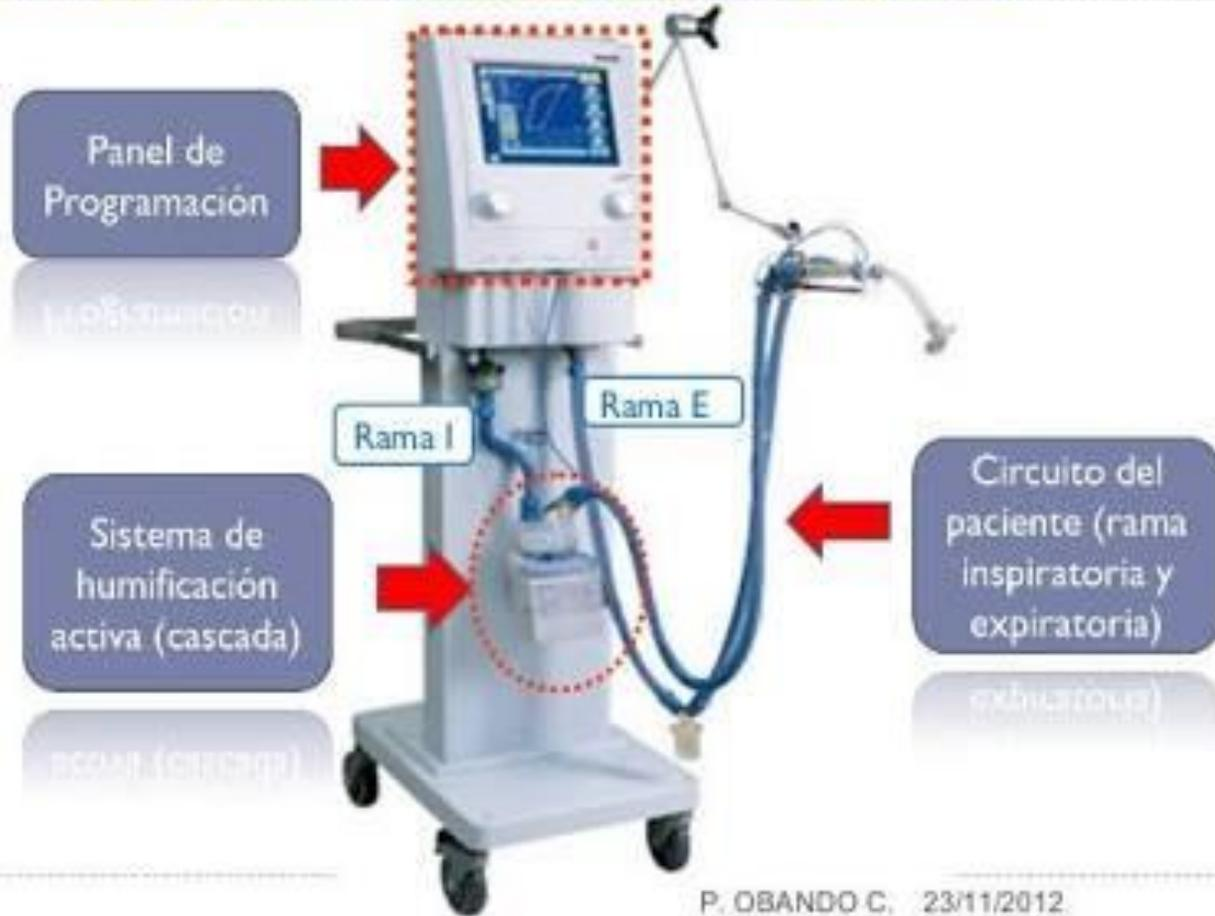 Panel de
Programación
Rama I
Rama E
Sistema de
humificación
activa (cascada)
Circuito del
paciente (rama
inspiratoria y
expiratoria)
P. OBANDO C. 23/11/2012